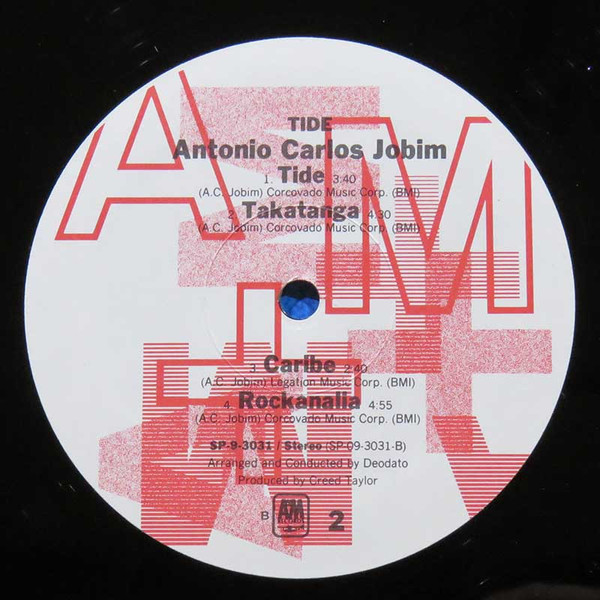 TIDE
Antonio Carlos Jobim
1. Tide 3:40
(A.C. Jobim) Corcovado Music Corp. (BMI)
2. Takatanga 4:30
(A.C. Jobim) Corcovado Music Corp. (BMI)
3. Caribe 2:40
(A.C. Jobim) Legation Music Corp. (BMI)
4. Rockanalia 4:55
(A.C. Jobim) Corcovado Music Corp. (BMI)
SP-9-3031 / Stereo (SP-09-3031-B)
Arranged and Conducted by Deodato
Produced by Creed Taylor
B AM 2
AM